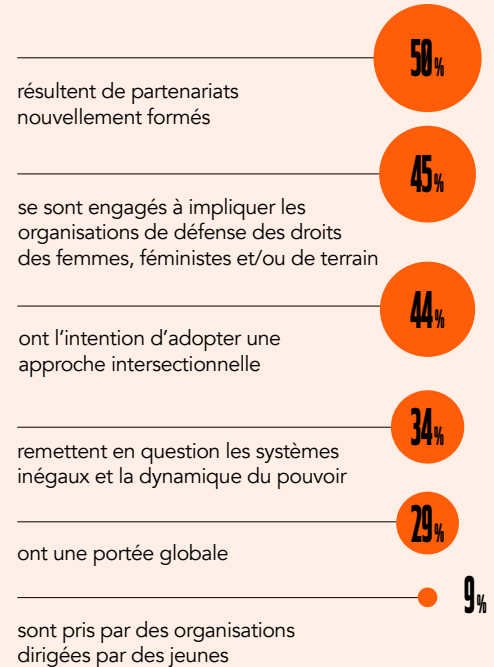 50%
résultent de partenariats
nouvellement formés
45%
se sont engagés à impliquer les
organisations de défense des droits
des femmes, féministes et/ou de terrain
44%
ont l’intention d’adopter une
approche intersectionnelle
34%
remettent en question les systèmes
inégaux et la dynamique du pouvoir
29%
ont une portée globale
9%
sont pris par des organisations
dirigées par des jeunes